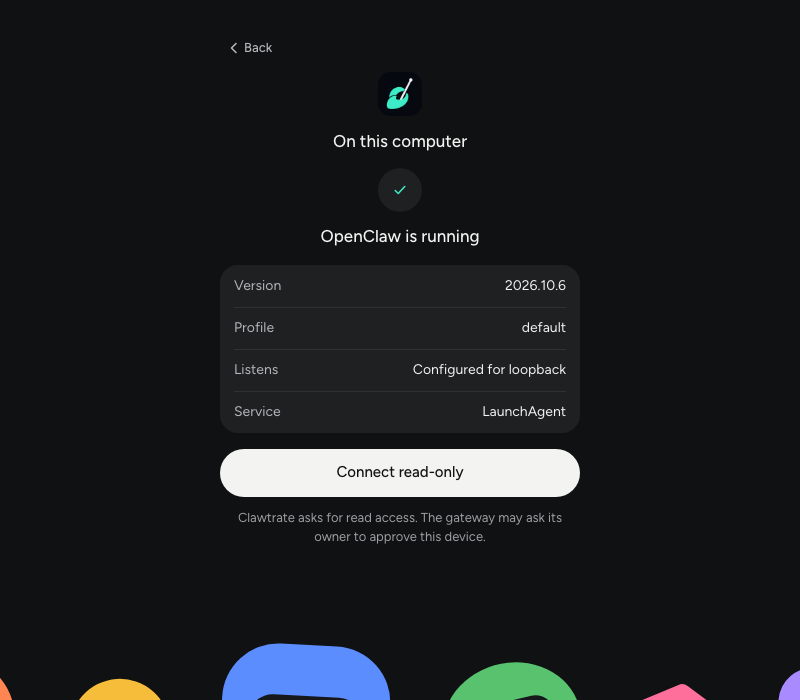 Back
On this computer
OpenClaw is running
Version 2026.10.6
Profile default
Listens Configured for loopback
Service LaunchAgent
Connect read-only
Clawtrate asks for read access. The gateway may ask its
owner to approve this device.